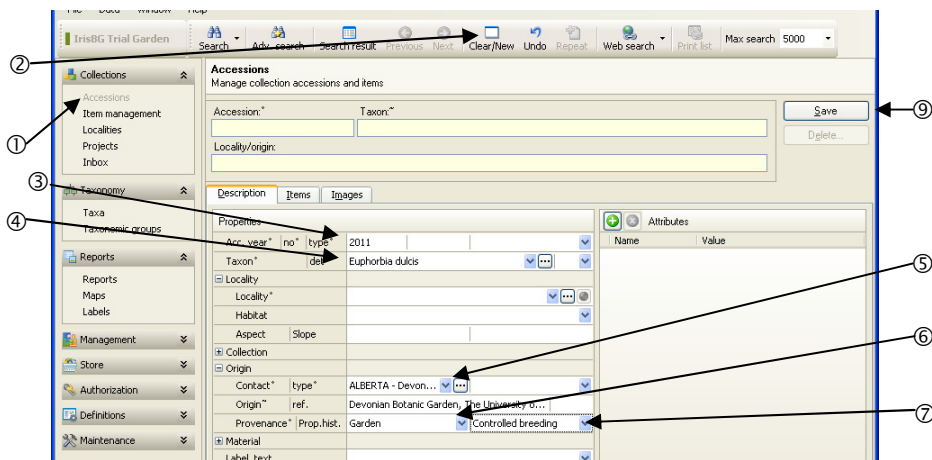 File Data Window Help
IrisBG Trial Garden Search Adv. search Search result Previous Next Clear/New Undo Repeat Web search Print list Max search 5000
②
Collections
Accessions
Item management
Localities
Projects
Inbox
①
Accessions
Manage collection accessions and items
Accession:* Taxon:~
Locality/origin:
Save
Delete...
⑨
③
④
Taxonomy
Taxa
Taxonomic groups
Reports
Reports
Maps
Labels
Management
Store
Authorization
Definitions
Maintenance
Description Items Images
Properties
Acc. year* no* type* 2011
Taxon* det Euphorbia dulcis
Locality
Locality*
Habitat
Aspect Slope
Collection
Origin
Contact* type* ALBERTA - Devon...
Origin~ ref. Devonian Botanic Garden, The University o...
Provenance* Prop.hist. Garden Controlled breeding
Material
Label text
Attributes
Name Value
⑤
⑥
⑦